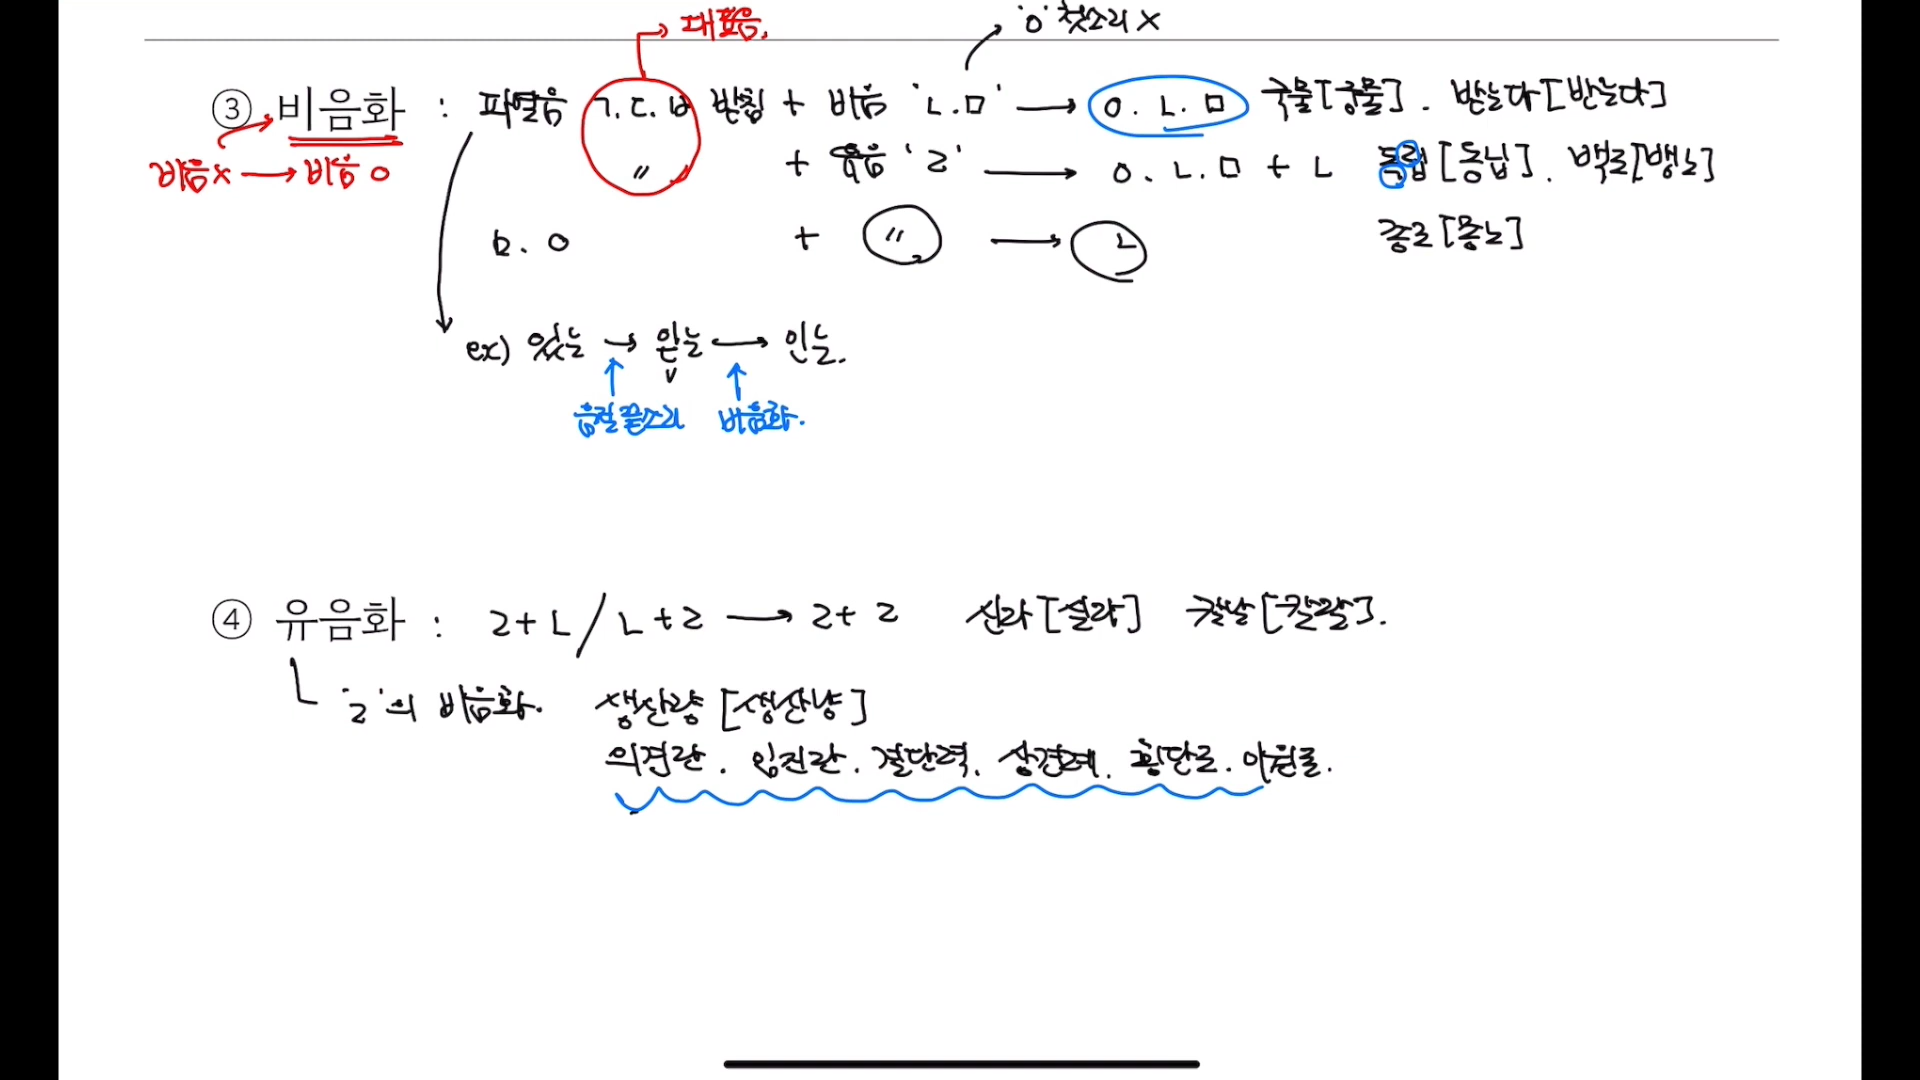 대표음. 'ㅇ' 첫소리 X
③ 비음화 : 파열음 ㄱ.ㄷ.ㅂ 받침 + 비음 'ㄴ.ㅁ' → ㅇ.ㄴ.ㅁ 국물[궁물]. 받는다[반는다]
비음x → 비음 o 〃 + 유음 'ㄹ' → ㅇ.ㄴ.ㅁ + ㄴ 독립[동닙]. 백로[뱅노]
ㅁ.ㅇ + 〃 → ㄴ 종로[종노]
ex) 있는 → 읻는 → 인는.
음절끝소리 비음화.
④ 유음화 : ㄹ+ㄴ / ㄴ+ㄹ → ㄹ+ㄹ 신라[실라] 칼날[칼랄].
'ㄹ'의 비음화. 생산량[생산냥]
의견란. 임진란. 결단력. 상견례. 횡단로. 이원론.